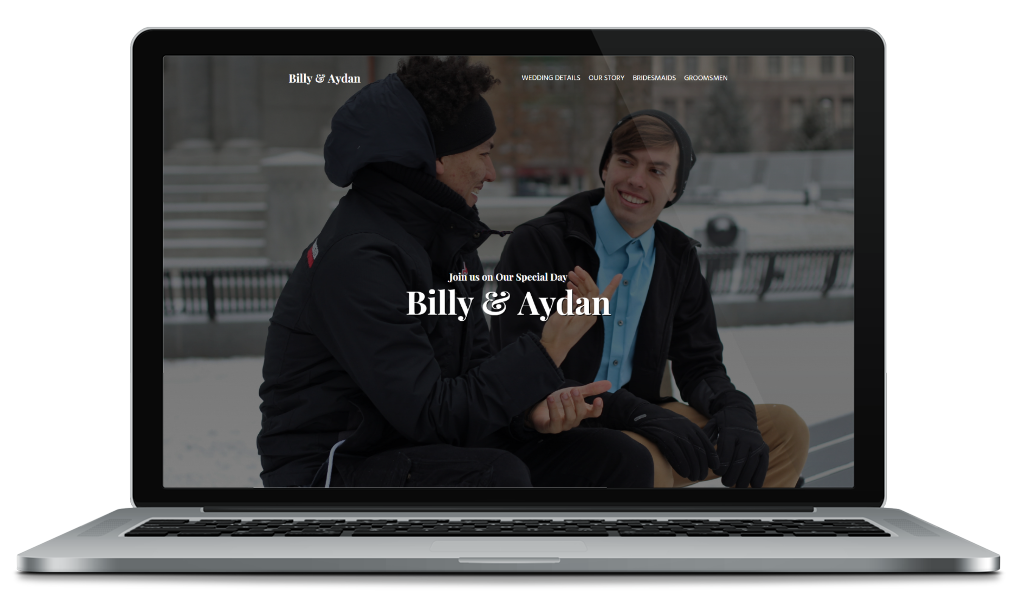 Billy & Aydan
WEDDING DETAILS OUR STORY BRIDESMAIDS GROOMSMEN
Join us on Our Special Day
Billy & Aydan